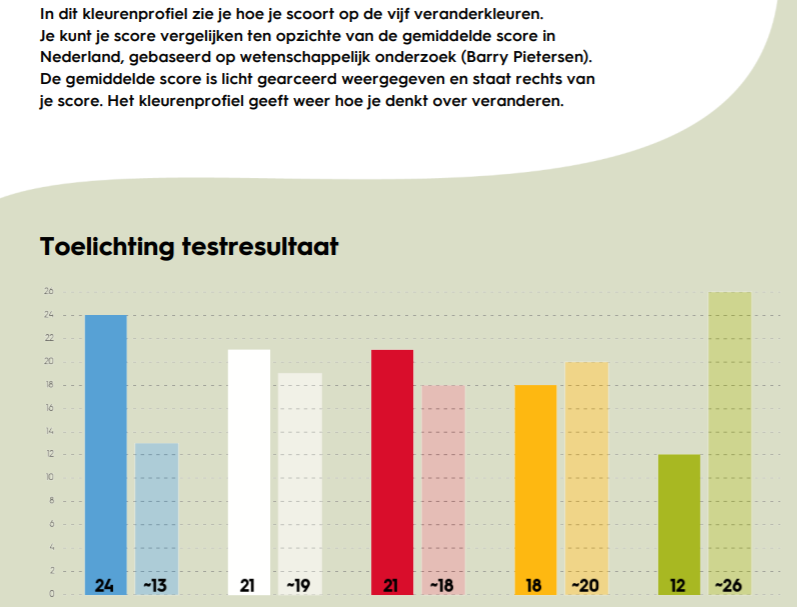 In dit kleurenprofiel zie je hoe je scoort op de vijf veranderkleuren.
Je kunt je score vergelijken ten opzichte van de gemiddelde score in
Nederland, gebaseerd op wetenschappelijk onderzoek (Barry Pietersen).
De gemiddelde score is licht gearceerd weergegeven en staat rechts van
je score. Het kleurenprofiel geeft weer hoe je denkt over veranderen.
Toelichting testresultaat
26
24
22
20
18
16
14
12
10
8
6
4
2
0
24 ~13 21 ~19 21 ~18 18 ~20 12 ~26